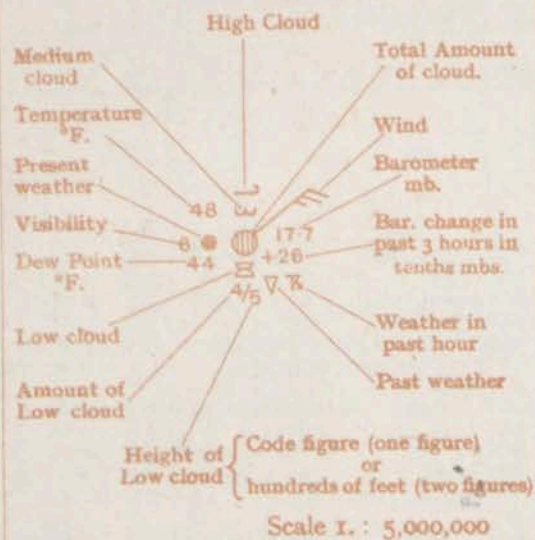 High Cloud
Medium
cloud
Total Amount
of cloud.
Temperature
°F.
Wind
Present
weather
Barometer
mb.
48
Visibility
6
17.7
Bar. change in
past 3 hours in
tenths mbs.
+26
Dew Point
°F.
44
4/5
Low cloud
Weather in
past hour
Amount of
Low cloud
Past weather
Height of
Low cloud
Code figure (one figure)
or
hundreds of feet (two figures)
Scale 1. : 5,000,000